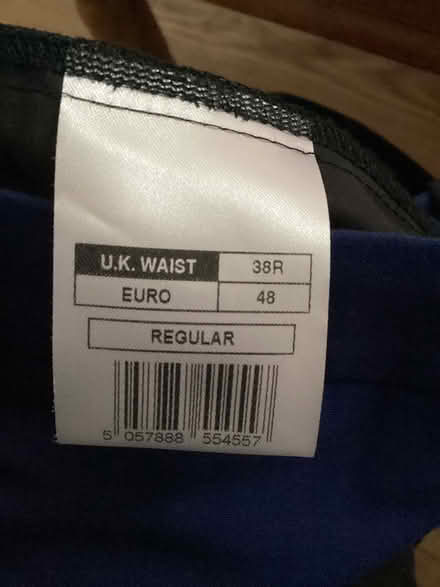 U.K. WAIST 38R
EURO 48
REGULAR
5 057888 554557